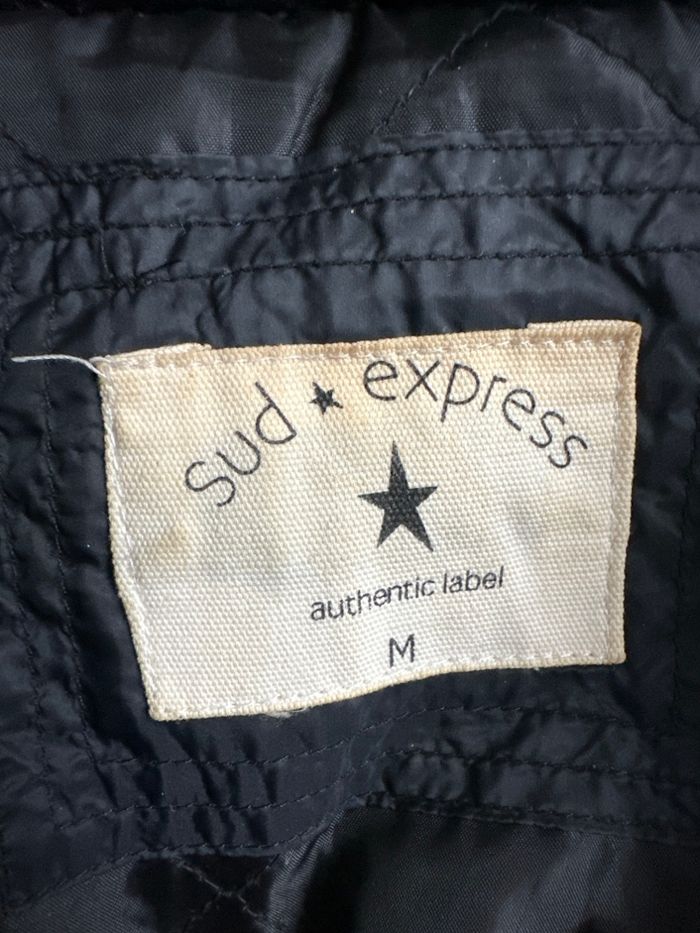 sud ★ express
★
authentic label
M